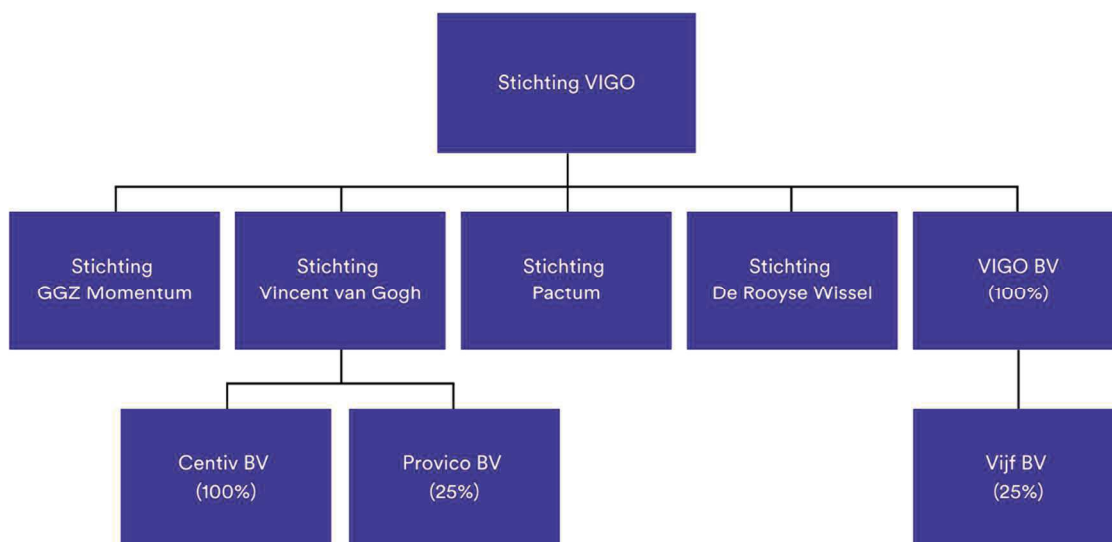 Stichting VIGO
Stichting
GGZ Momentum
Stichting
Vincent van Gogh
Stichting
Pactum
Stichting
De Rooyse Wissel
VIGO BV
(100%)
Centiv BV
(100%)
Provico BV
(25%)
Vijf BV
(25%)